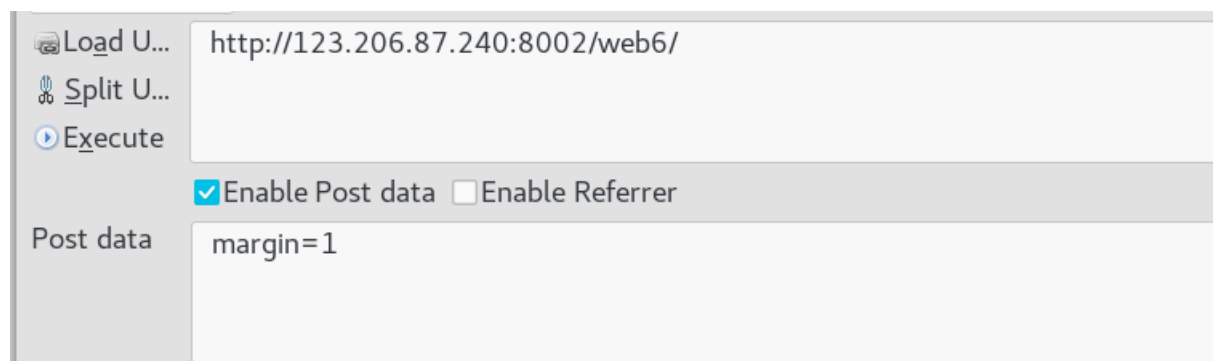 Load U...
http://123.206.87.240:8002/web6/
Split U...
Execute
Enable Post data
Enable Referrer
Post data
margin=1